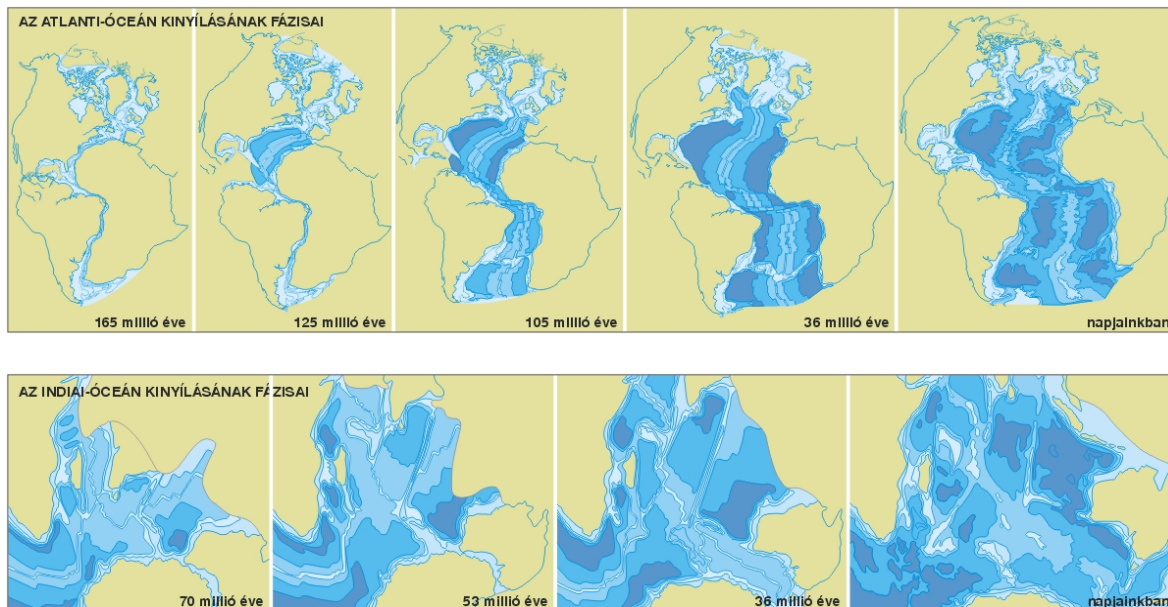 AZ ATLANTI-ÓCEÁN KINYÍLÁSÁNAK FÁZISAI
165 millió éve
125 millió éve
105 millió éve
36 millió éve
napjainkban
AZ INDIAI-ÓCEÁN KINYÍLÁSÁNAK FÁZISAI
70 millió éve
53 millió éve
36 millió éve
napjainkban